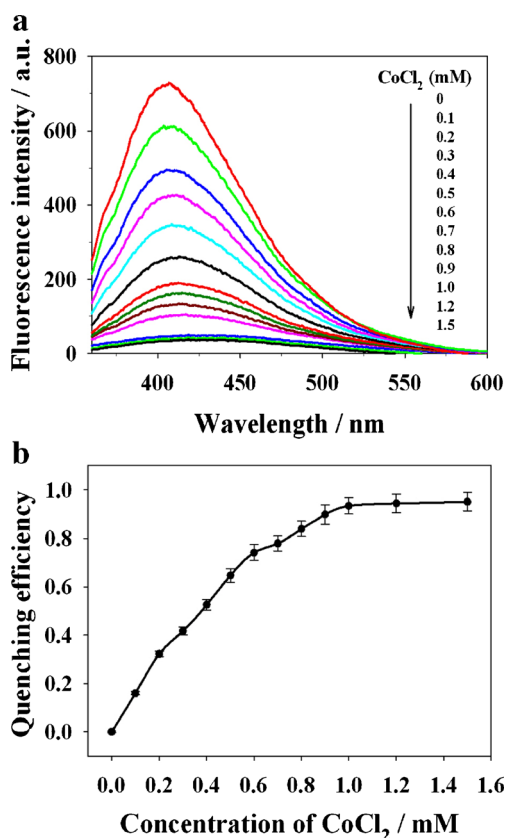 a
800
600
400
200
0
Fluorescence intensity / a.u.
CoCl₂ (mM)
0
0.1
0.2
0.3
0.4
0.5
0.6
0.7
0.8
0.9
1.0
1.2
1.5
400 450 500 550 600
Wavelength / nm
b
1.0
0.8
0.6
0.4
0.2
0.0
Quenching efficiency
0.0 0.2 0.4 0.6 0.8 1.0 1.2 1.4 1.6
Concentration of CoCl₂ / mM